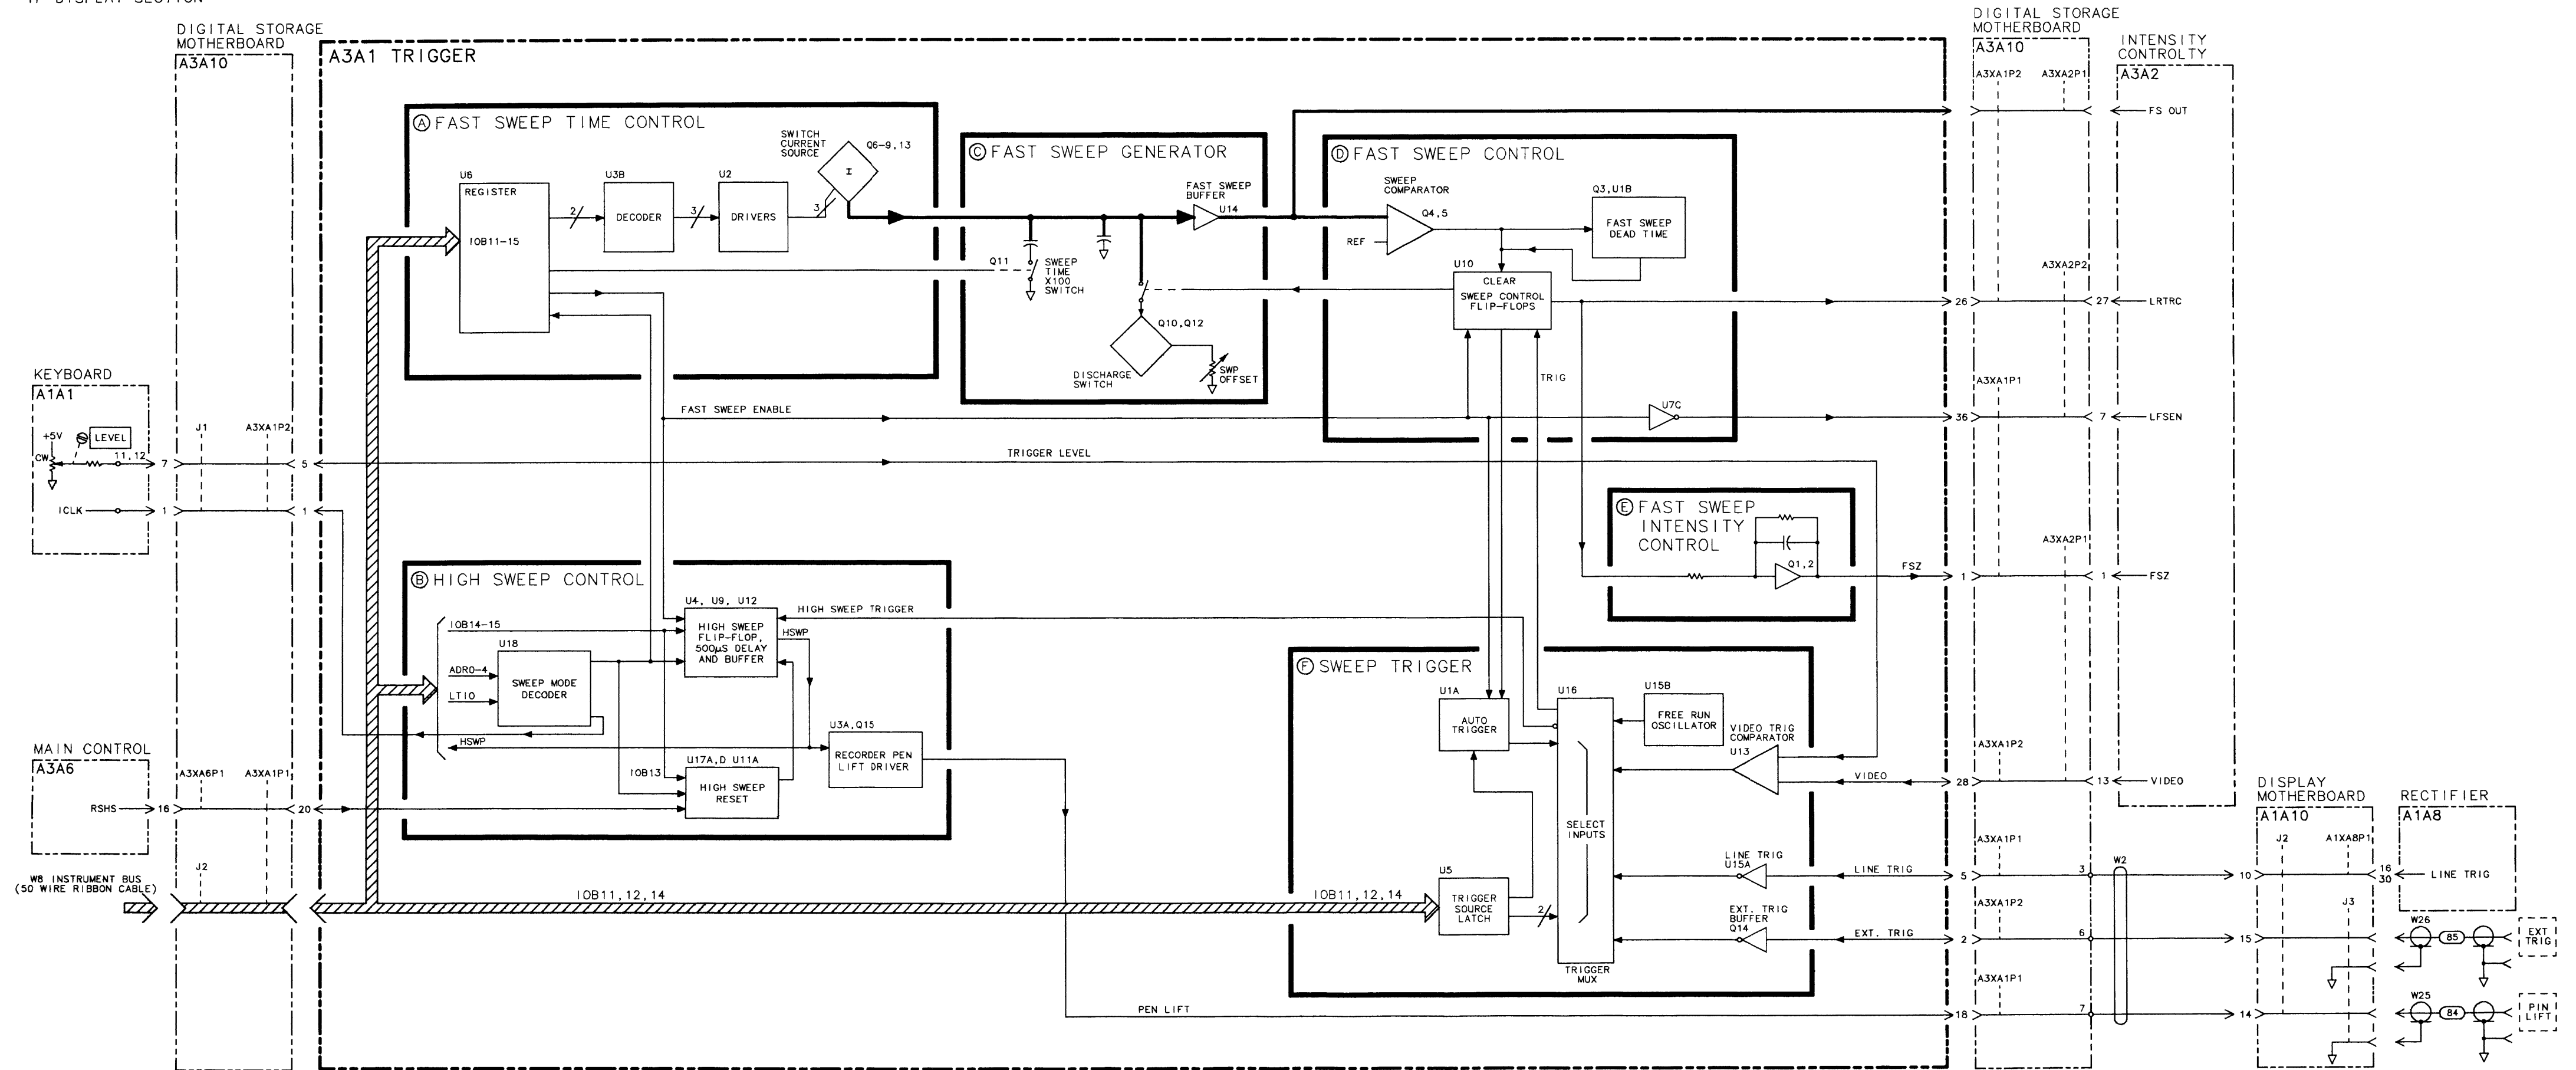 DIGITAL STORAGE
MOTHERBOARD
A3A10
A3A1 TRIGGER
DIGITAL STORAGE
MOTHERBOARD
A3A10
INTENSITY
CONTROLTY
A3A2
A3XA1P2
A3XA2P1
FS OUT
A FAST SWEEP TIME CONTROL
SWITCH
CURRENT
SOURCE
Q6-9,13
I
U6
REGISTER
IOB11-15
2
U3B
DECODER
3
U2
DRIVERS
3
C FAST SWEEP GENERATOR
FAST SWEEP
BUFFER
U14
Q11
SWEEP
TIME
X100
SWITCH
Q10,Q12
DISCHARGE
SWITCH
SWP
OFFSET
D FAST SWEEP CONTROL
SWEEP
COMPARATOR
Q4,5
REF
Q3,U1B
FAST SWEEP
DEAD TIME
U10
CLEAR
SWEEP CONTROL
FLIP-FLOPS
TRIG
U7C
A3XA2P2
26
27
LRTRC
A3XA1P1
36
7
LFSEN
KEYBOARD
A1A1
+5V
LEVEL
CW
11,12
7
J1
A3XA1P2
5
ICLK
1
1
FAST SWEEP ENABLE
TRIGGER LEVEL
E FAST SWEEP
INTENSITY
CONTROL
Q1,2
FSZ
1
A3XA2P1
1
FSZ
B HIGH SWEEP CONTROL
IOB14-15
U18
ADR0-4
LTIO
SWEEP MODE
DECODER
HSWP
U4, U9, U12
HIGH SWEEP
FLIP-FLOP,
500µS DELAY
AND BUFFER
HSWP
HIGH SWEEP TRIGGER
IOB13
U17A,D U11A
HIGH SWEEP
RESET
U3A,Q15
RECORDER PEN
LIFT DRIVER
MAIN CONTROL
A3A6
RSHS
16
A3XA6P1
A3XA1P1
20
J2
W8 INSTRUMENT BUS
(50 WIRE RIBBON CABLE)
IOB11,12,14
IOB11,12,14
F SWEEP TRIGGER
U1A
AUTO
TRIGGER
U16
SELECT
INPUTS
TRIGGER
MUX
U15B
FREE RUN
OSCILLATOR
VIDEO TRIG
COMPARATOR
U13
VIDEO
U5
TRIGGER
SOURCE
LATCH
2
LINE TRIG
U15A
LINE TRIG
EXT. TRIG
BUFFER
Q14
EXT. TRIG
PEN LIFT
A3XA1P2
28
13
VIDEO
A3XA1P1
5
3
A3XA1P2
2
6
A3XA1P1
18
7
W2
DISPLAY
MOTHERBOARD
A1A10
J2
A1XA8P1
10
16
30
J3
15
14
RECTIFIER
A1A8
LINE TRIG
W26
85
EXT
TRIG
W25
84
PIN
LIFT